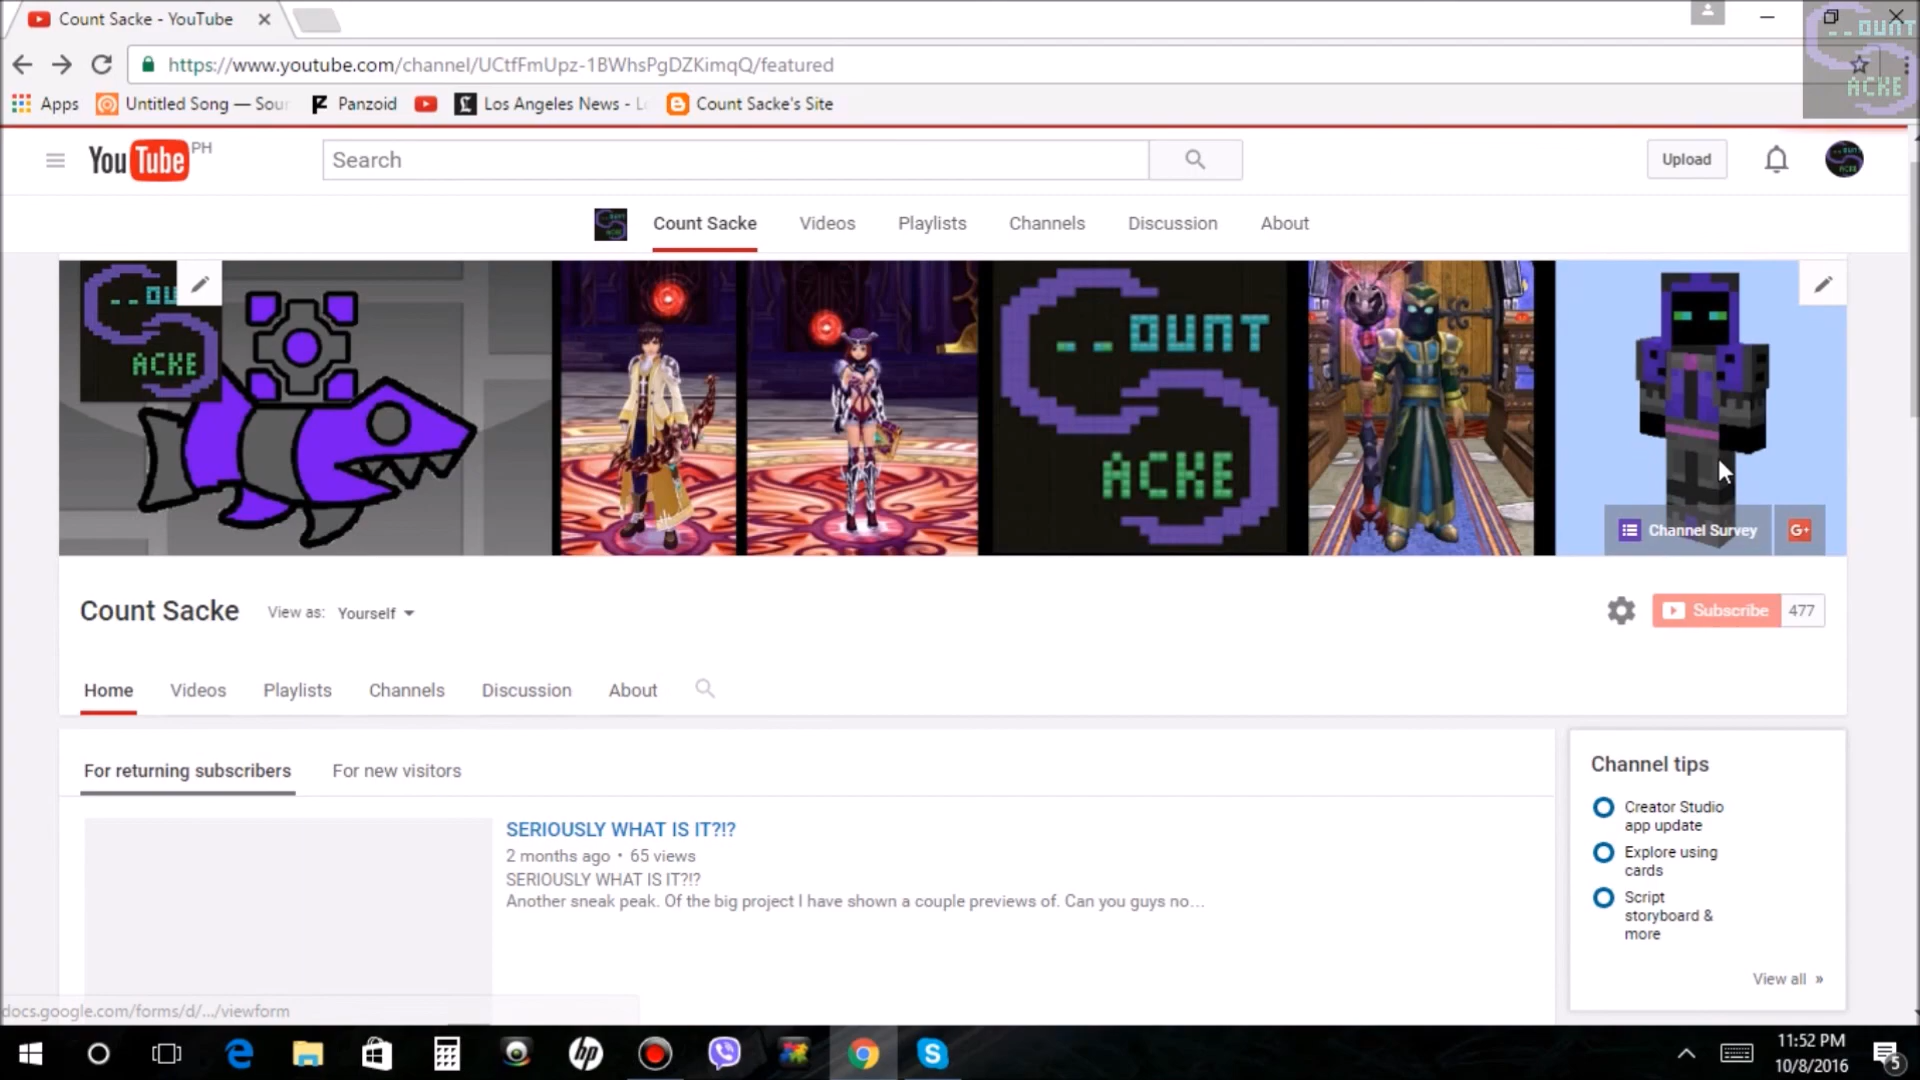 Count Sacke - YouTube
https://www.youtube.com/channel/UCtfFmUpz-1BWhsPgDZKimqQ/featured
--OUNT
ACKE
Apps
Untitled Song — Sour
Panzoid
Los Angeles News - L
Count Sacke's Site
YouTube PH
Search
Upload
Count Sacke
Videos
Playlists
Channels
Discussion
About
--OU
ACKE
--OUNT
ACKE
Channel Survey
G+
Count Sacke
View as: Yourself
Subscribe 477
Home
Videos
Playlists
Channels
Discussion
About
For returning subscribers
For new visitors
SERIOUSLY WHAT IS IT?!?
2 months ago • 65 views
SERIOUSLY WHAT IS IT?!?
Another sneak peak. Of the big project I have shown a couple previews of. Can you guys no...
Channel tips
Creator Studio
app update
Explore using
cards
Script
storyboard &
more
View all »
docs.google.com/forms/d/.../viewform
hp
11:52 PM
10/8/2016
5